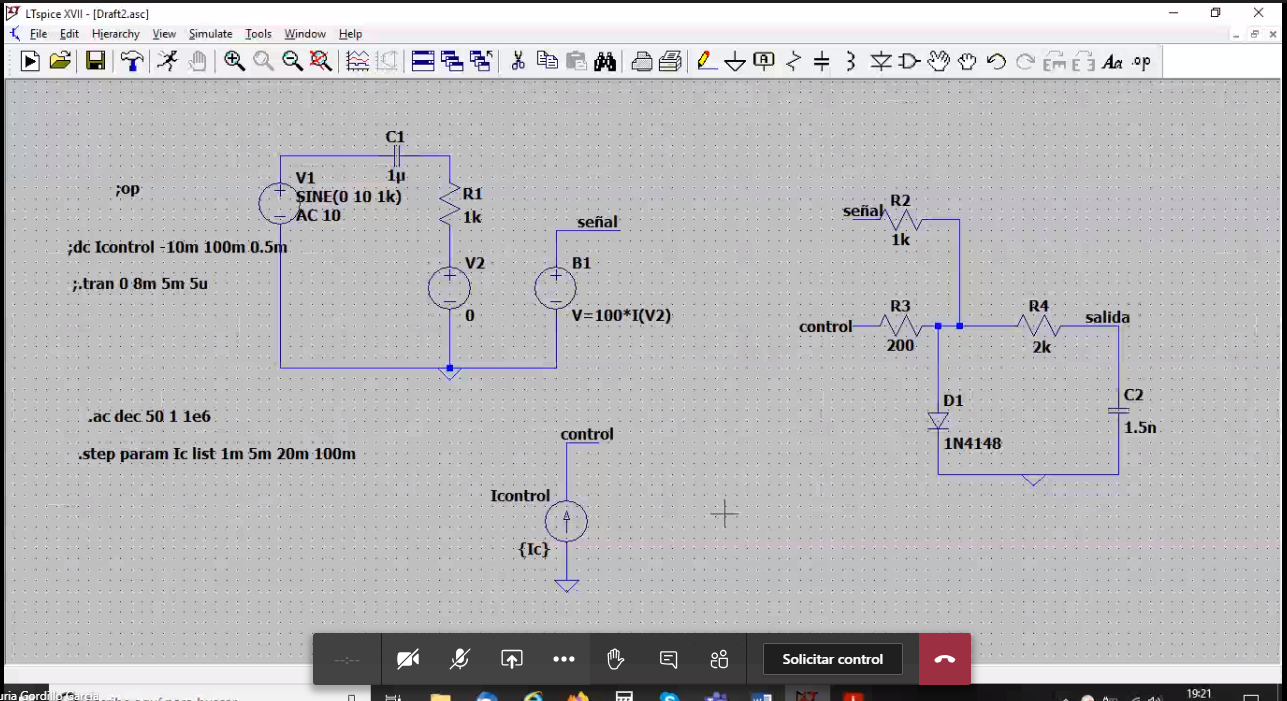 LTspice XVII - [Draft2.asc]
File Edit Hierarchy View Simulate Tools Window Help
Aa .op
C1
1µ
V1
SINE(0 10 1k)
AC 10
;op
R1
1k
señal
señal
R2
1k
;dc Icontrol -10m 100m 0.5m
;.tran 0 8m 5m 5u
V2
0
B1
V=100*I(V2)
control
R3
200
R4
2k
salida
D1
1N4148
C2
1.5n
.ac dec 50 1 1e6
.step param Ic list 1m 5m 20m 100m
control
Icontrol
{Ic}
--:--
Solicitar control
Gordillo Garcia
19:21